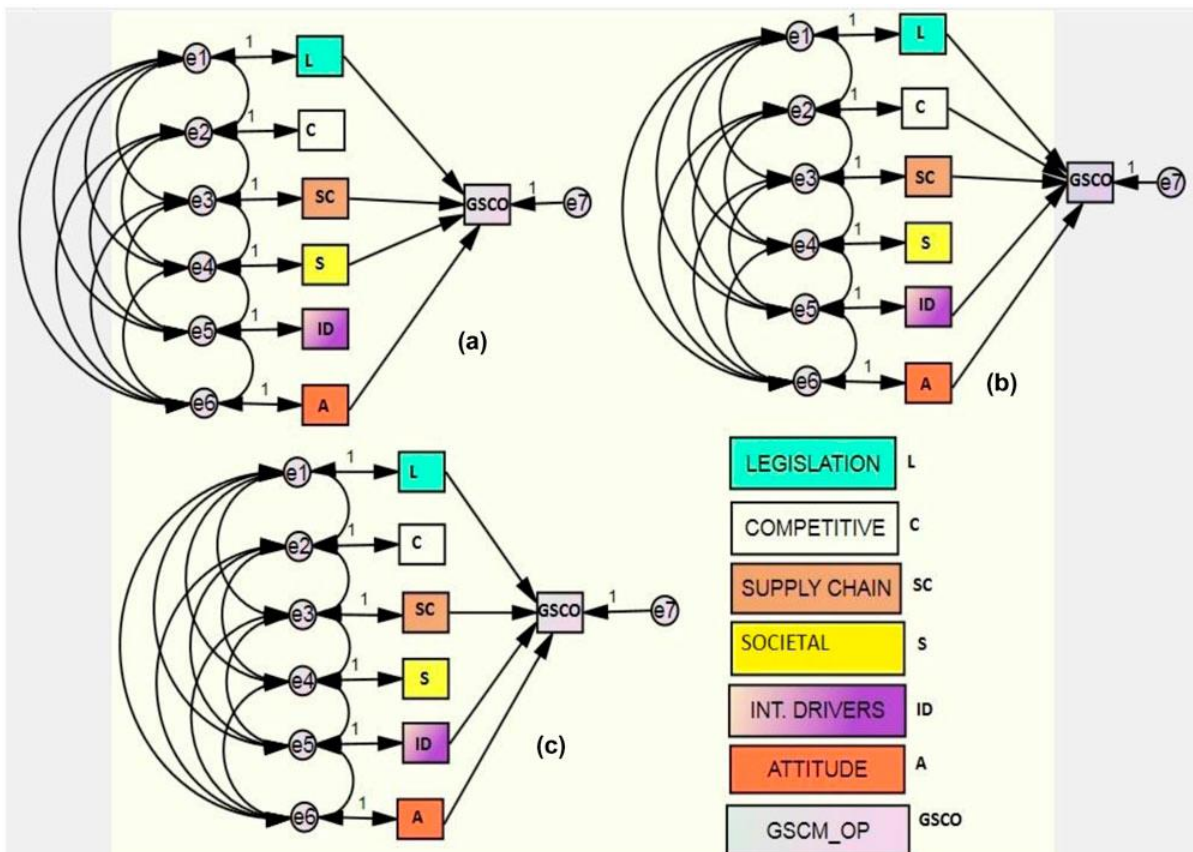 e1 1 L
e2 1 C
e3 1 SC
GSCO 1 e7
e4 1 S
e5 1 ID
e6 1 A
(a)
e1 1 L
e2 1 C
e3 1 SC
GSCO 1 e7
e4 1 S
e5 1 ID
e6 1 A
(b)
e1 1 L
e2 1 C
e3 1 SC
GSCO 1 e7
e4 1 S
e5 1 ID
e6 1 A
(c)
LEGISLATION L
COMPETITIVE C
SUPPLY CHAIN SC
SOCIETAL S
INT. DRIVERS ID
ATTITUDE A
GSCM_OP GSCO